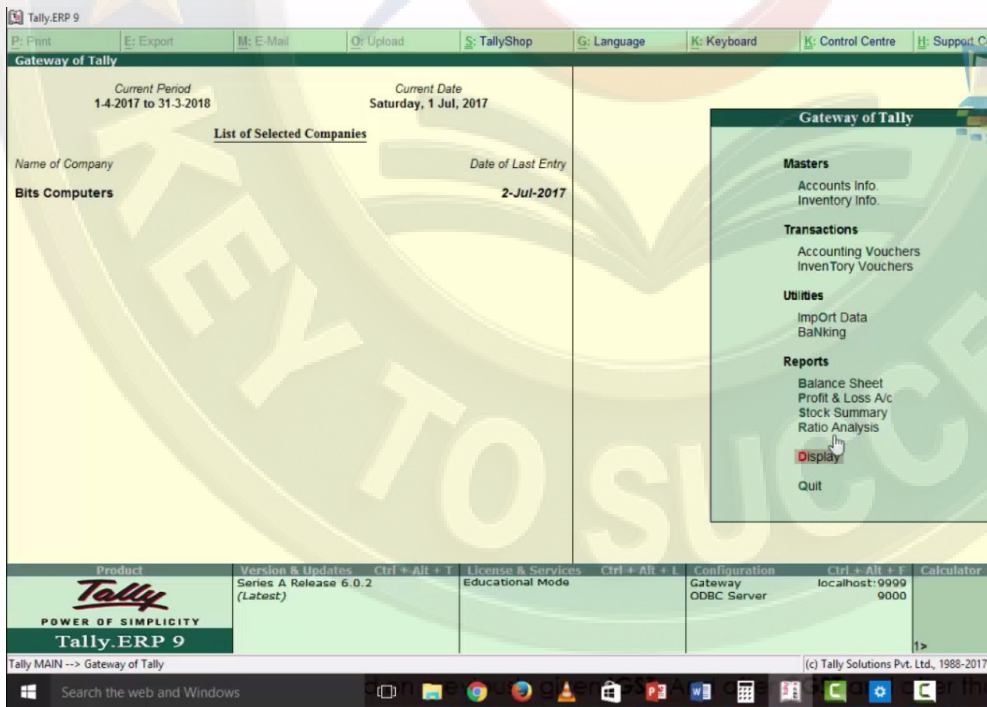 Tally.ERP 9
P: Print E: Export M: E-Mail O: Upload S: TallyShop G: Language K: Keyboard K: Control Centre H: Support
Gateway of Tally
Current Period
1-4-2017 to 31-3-2018
Current Date
Saturday, 1 Jul, 2017
List of Selected Companies
Name of Company Date of Last Entry
Bits Computers 2-Jul-2017
Gateway of Tally
Masters
Accounts Info.
Inventory Info.
Transactions
Accounting Vouchers
InvenTory Vouchers
Utilities
ImpOrt Data
BaNking
Reports
Balance Sheet
Profit & Loss A/c
Stock Summary
Ratio Analysis
Display
Quit
KEY TO SUCCE
Product
Tally
POWER OF SIMPLICITY
Tally.ERP 9
Version & Updates Ctrl + Alt + T
Series A Release 6.0.2
(Latest)
License & Services Ctrl + Alt + L
Educational Mode
Configuration Ctrl + Alt + F
Gateway localhost:9999
ODBC Server 9000
Calculator
1>
Tally MAIN --> Gateway of Tally (c) Tally Solutions Pvt. Ltd., 1988-2017
Search the web and Windows